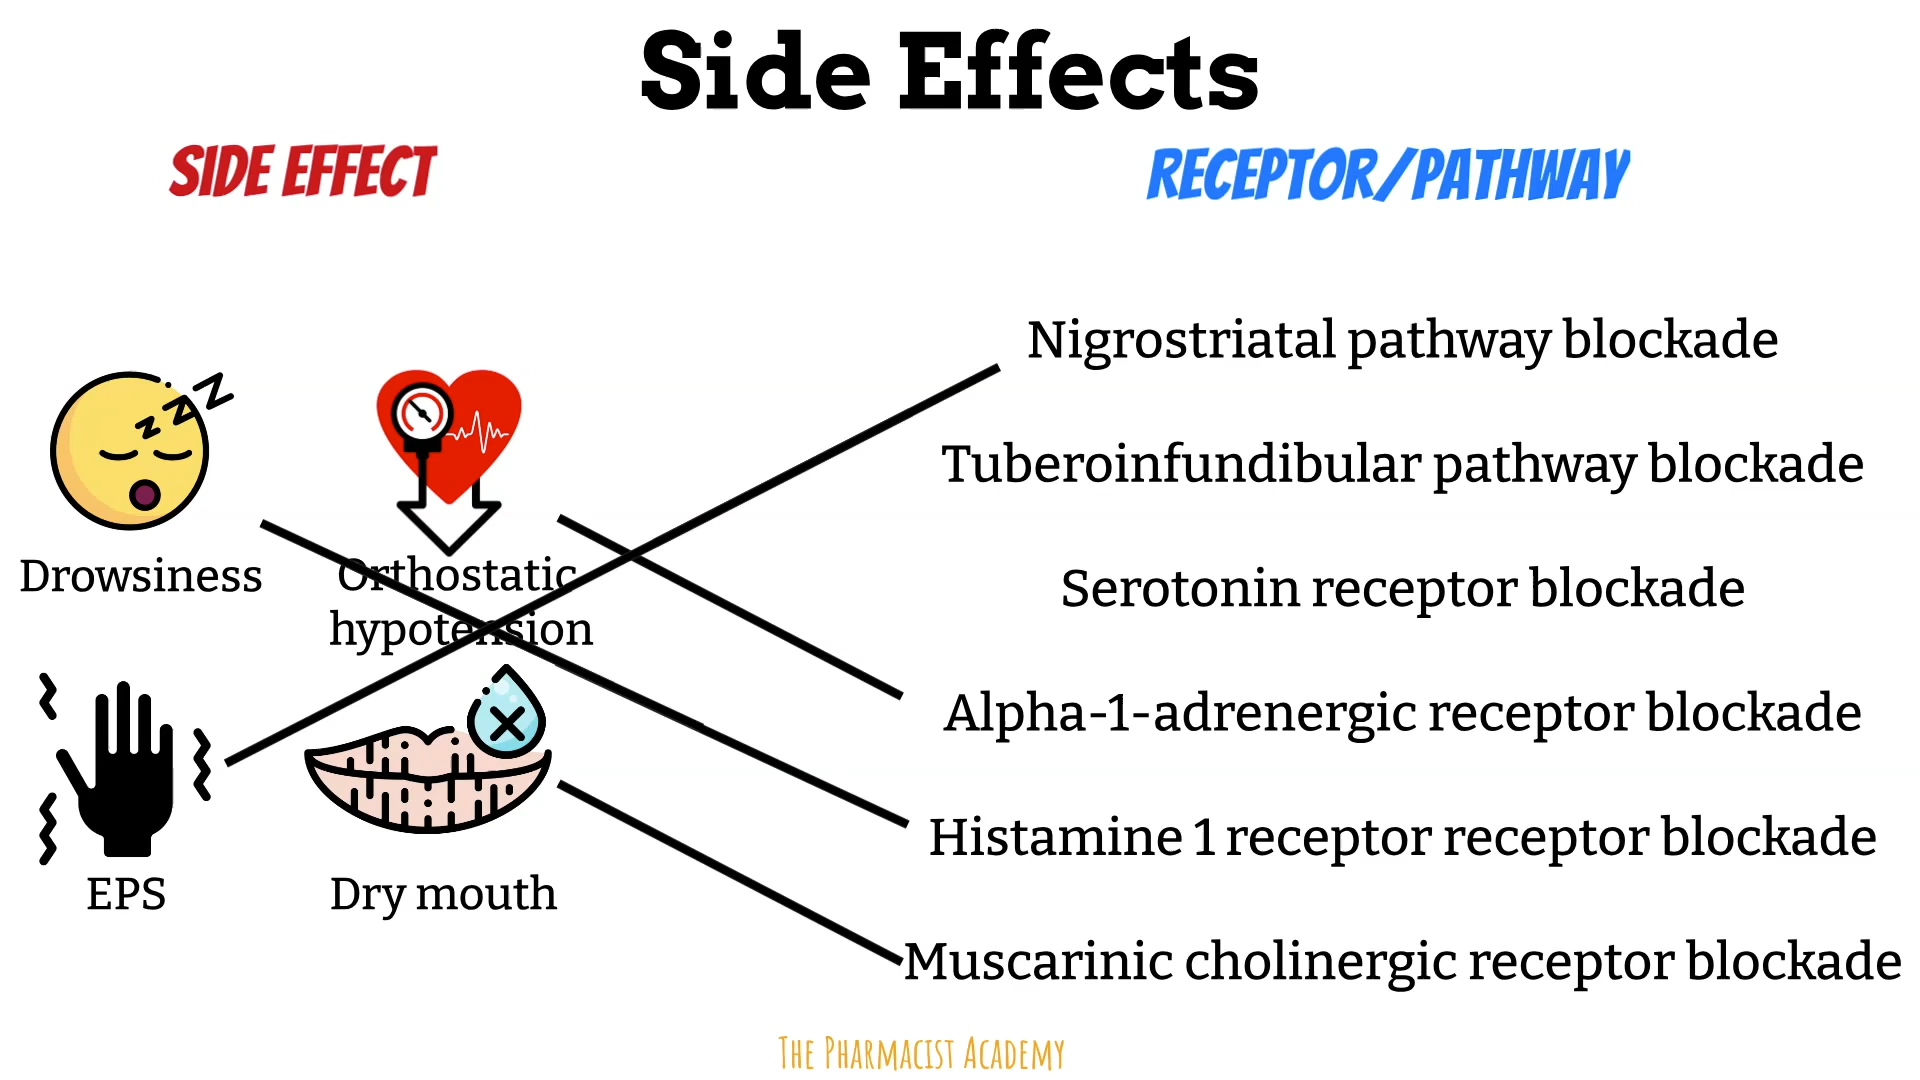 Side Effects
SIDE EFFECT
RECEPTOR/PATHWAY
Nigrostriatal pathway blockade
Tuberoinfundibular pathway blockade
Serotonin receptor blockade
Alpha-1-adrenergic receptor blockade
Histamine 1 receptor receptor blockade
Muscarinic cholinergic receptor blockade
z z Z
Drowsiness
Orthostatic
hypotension
EPS
Dry mouth
The Pharmacist Academy